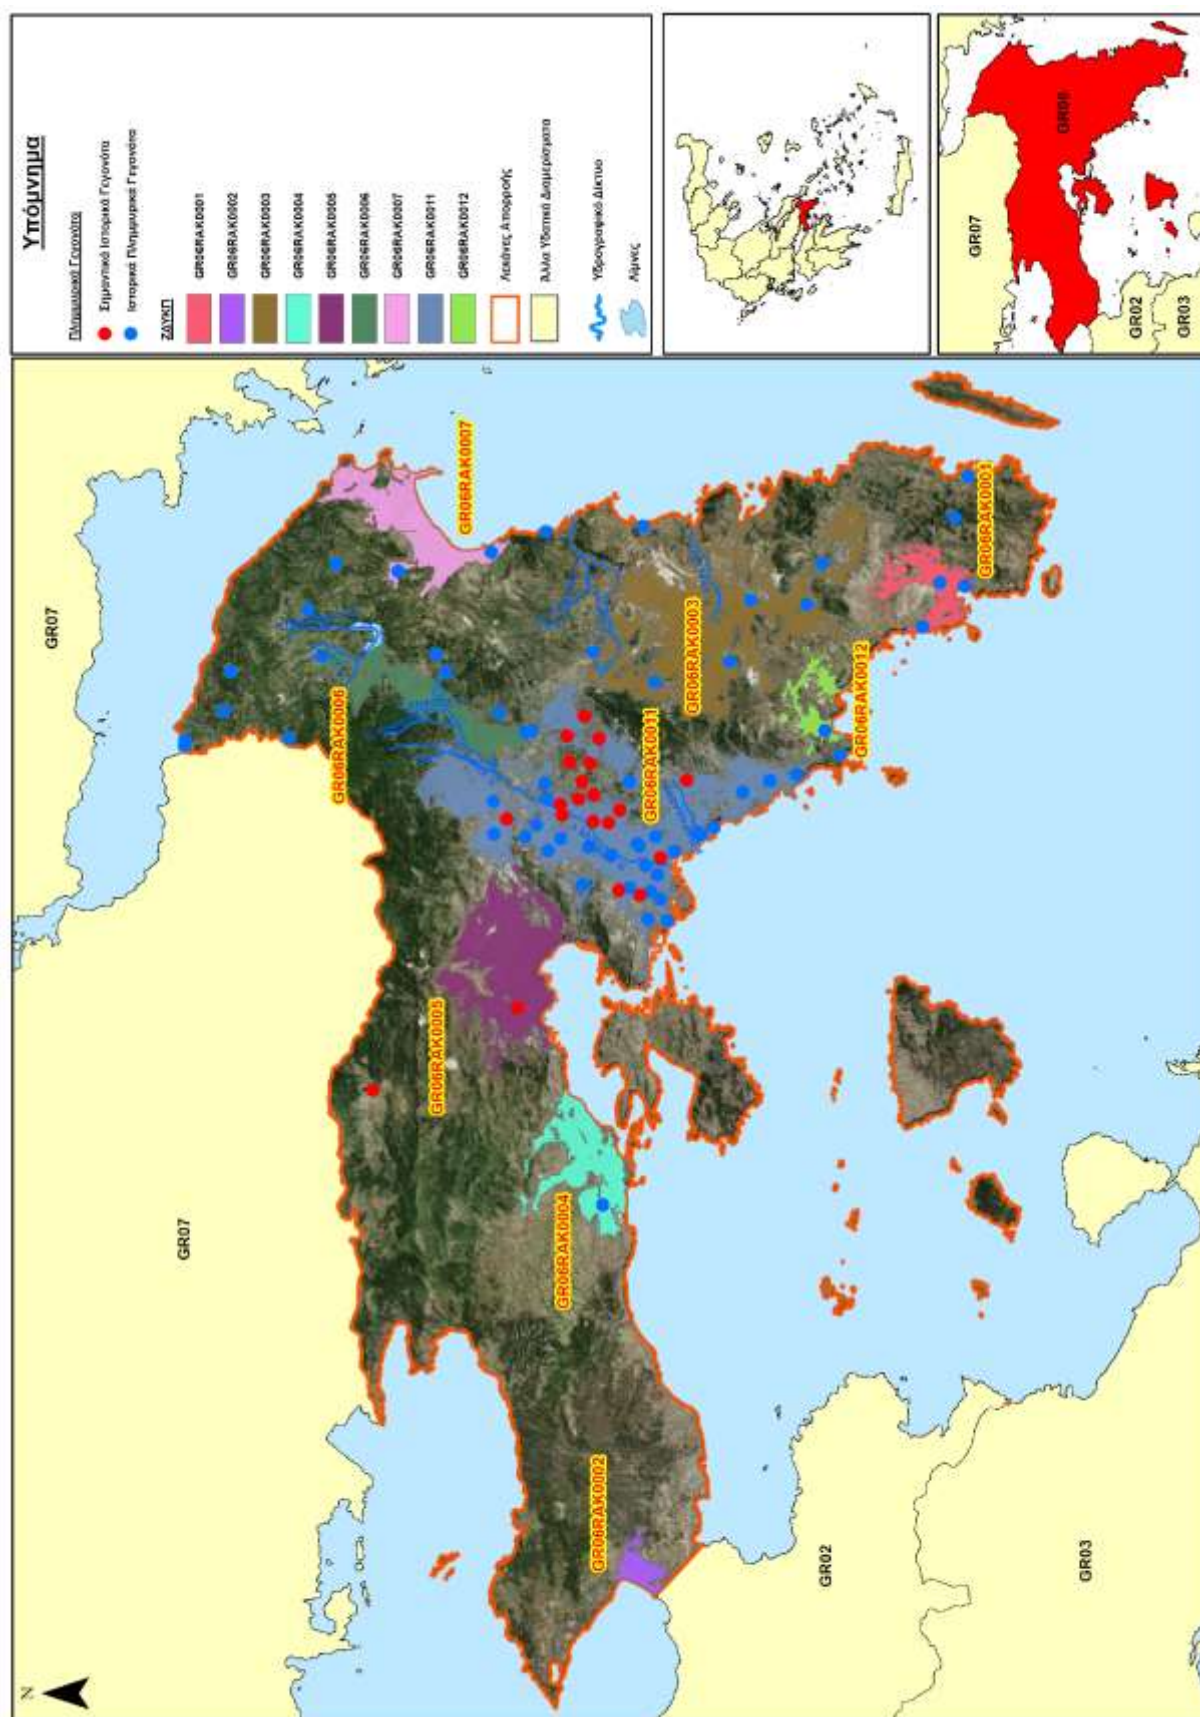 Υπόμνημα
Πλημμυρικά Γεγονότα
Σημαντικά Ιστορικά Γεγονότα
Ιστορικά Πλημμυρικά Γεγονότα
ΖΔΥΚΠ
GR06RAK0001
GR06RAK0002
GR06RAK0003
GR06RAK0004
GR06RAK0005
GR06RAK0006
GR06RAK0007
GR06RAK0011
GR06RAK0012
Λεκάνες Απορροής
Άλλα Υδατικά Διαμερίσματα
Υδρογραφικό Δίκτυο
Λίμνες
GR07
GR06
GR02
GR03
N
GR07
GR07
GR02
GR03
GR06RAK0002
GR06RAK0004
GR06RAK0005
GR06RAK0006
GR06RAK0007
GR06RAK0011
GR06RAK0003
GR06RAK0012
GR06RAK0001